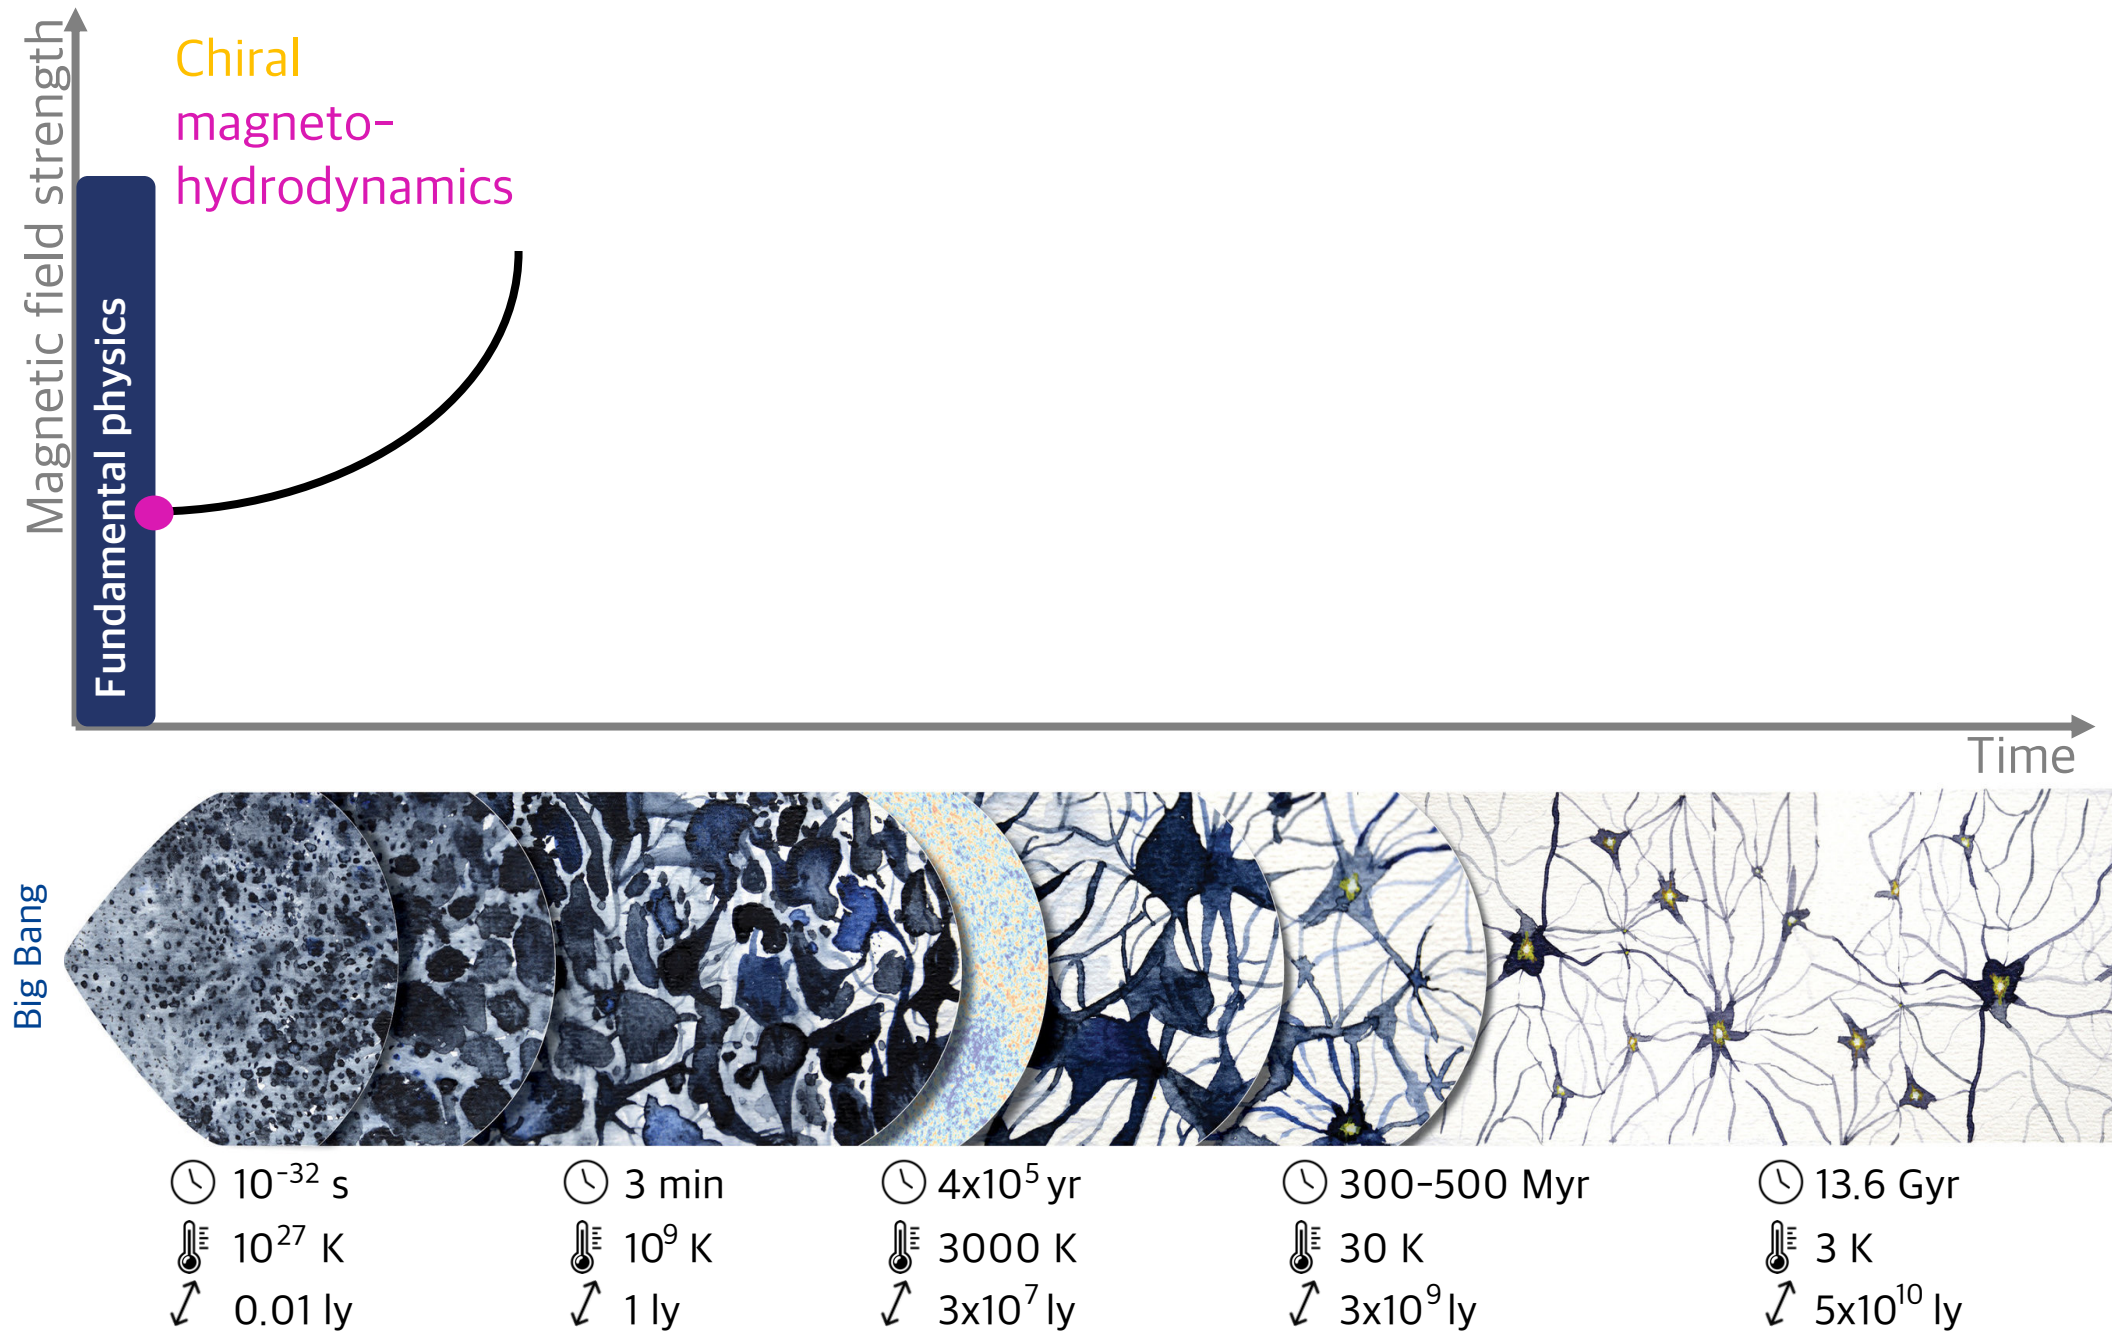 Magnetic field strength
Chiral
magneto-
hydrodynamics
Fundamental physics
Time
Big Bang
10⁻³² s
10²⁷ K
0.01 ly
3 min
10⁹ K
1 ly
4x10⁵ yr
3000 K
3x10⁷ ly
300-500 Myr
30 K
3x10⁹ ly
13.6 Gyr
3 K
5x10¹⁰ ly